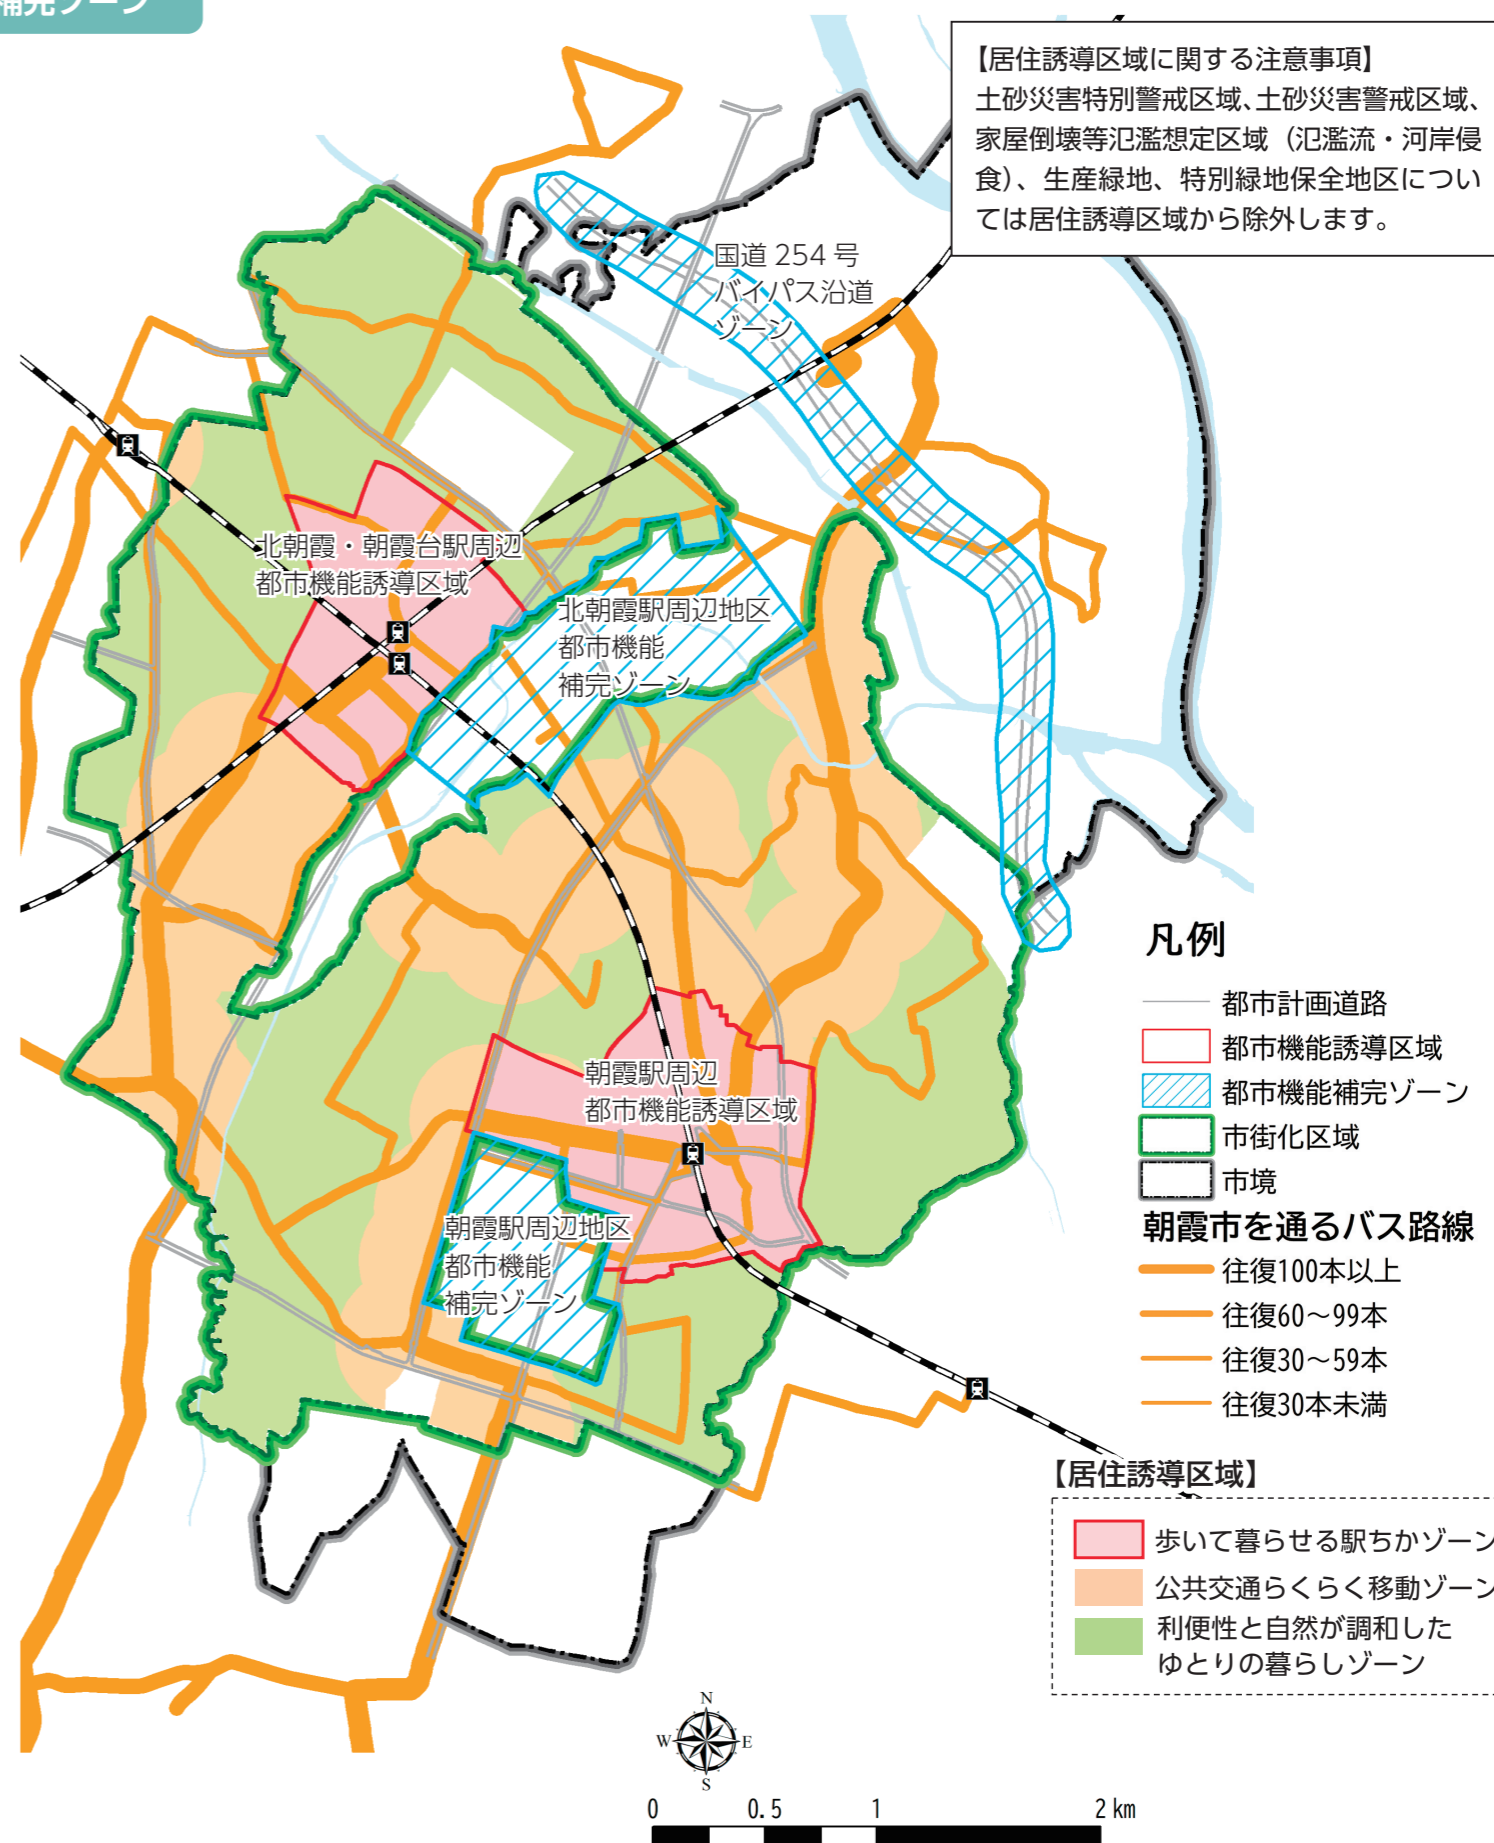 補完ゾーン
【居住誘導区域に関する注意事項】
土砂災害特別警戒区域、土砂災害警戒区域、
家屋倒壊等氾濫想定区域（氾濫流・河岸侵
食）、生産緑地、特別緑地保全地区につい
ては居住誘導区域から除外します。
国道 254 号
バイパス沿道
ゾーン
北朝霞・朝霞台駅周辺
都市機能誘導区域
北朝霞駅周辺地区
都市機能
補完ゾーン
朝霞駅周辺
都市機能誘導区域
朝霞駅周辺地区
都市機能
補完ゾーン
凡例
都市計画道路
都市機能誘導区域
都市機能補完ゾーン
市街化区域
市境
朝霞市を通るバス路線
往復100本以上
往復60～99本
往復30～59本
往復30本未満
【居住誘導区域】
歩いて暮らせる駅ちかゾーン
公共交通らくらく移動ゾーン
利便性と自然が調和した
ゆとりの暮らしゾーン
N
W E
S
0 0.5 1 2 km